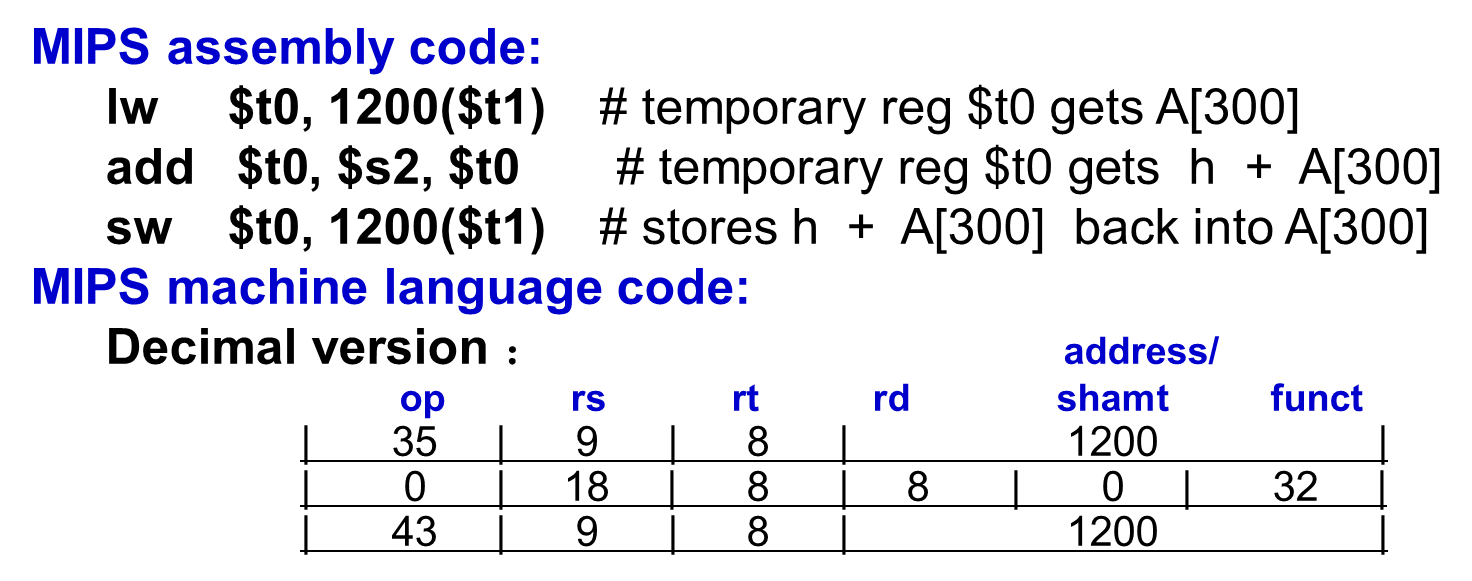 MIPS assembly code:
lw $t0, 1200($t1) # temporary reg $t0 gets A[300]
add $t0, $s2, $t0 # temporary reg $t0 gets h + A[300]
sw $t0, 1200($t1) # stores h + A[300] back into A[300]
MIPS machine language code:
Decimal version :
address/
op rs rt rd shamt funct
| 35 | 9 | 8 | 1200 |
| 0 | 18 | 8 | 8 | 0 | 32 |
| 43 | 9 | 8 | 1200 |